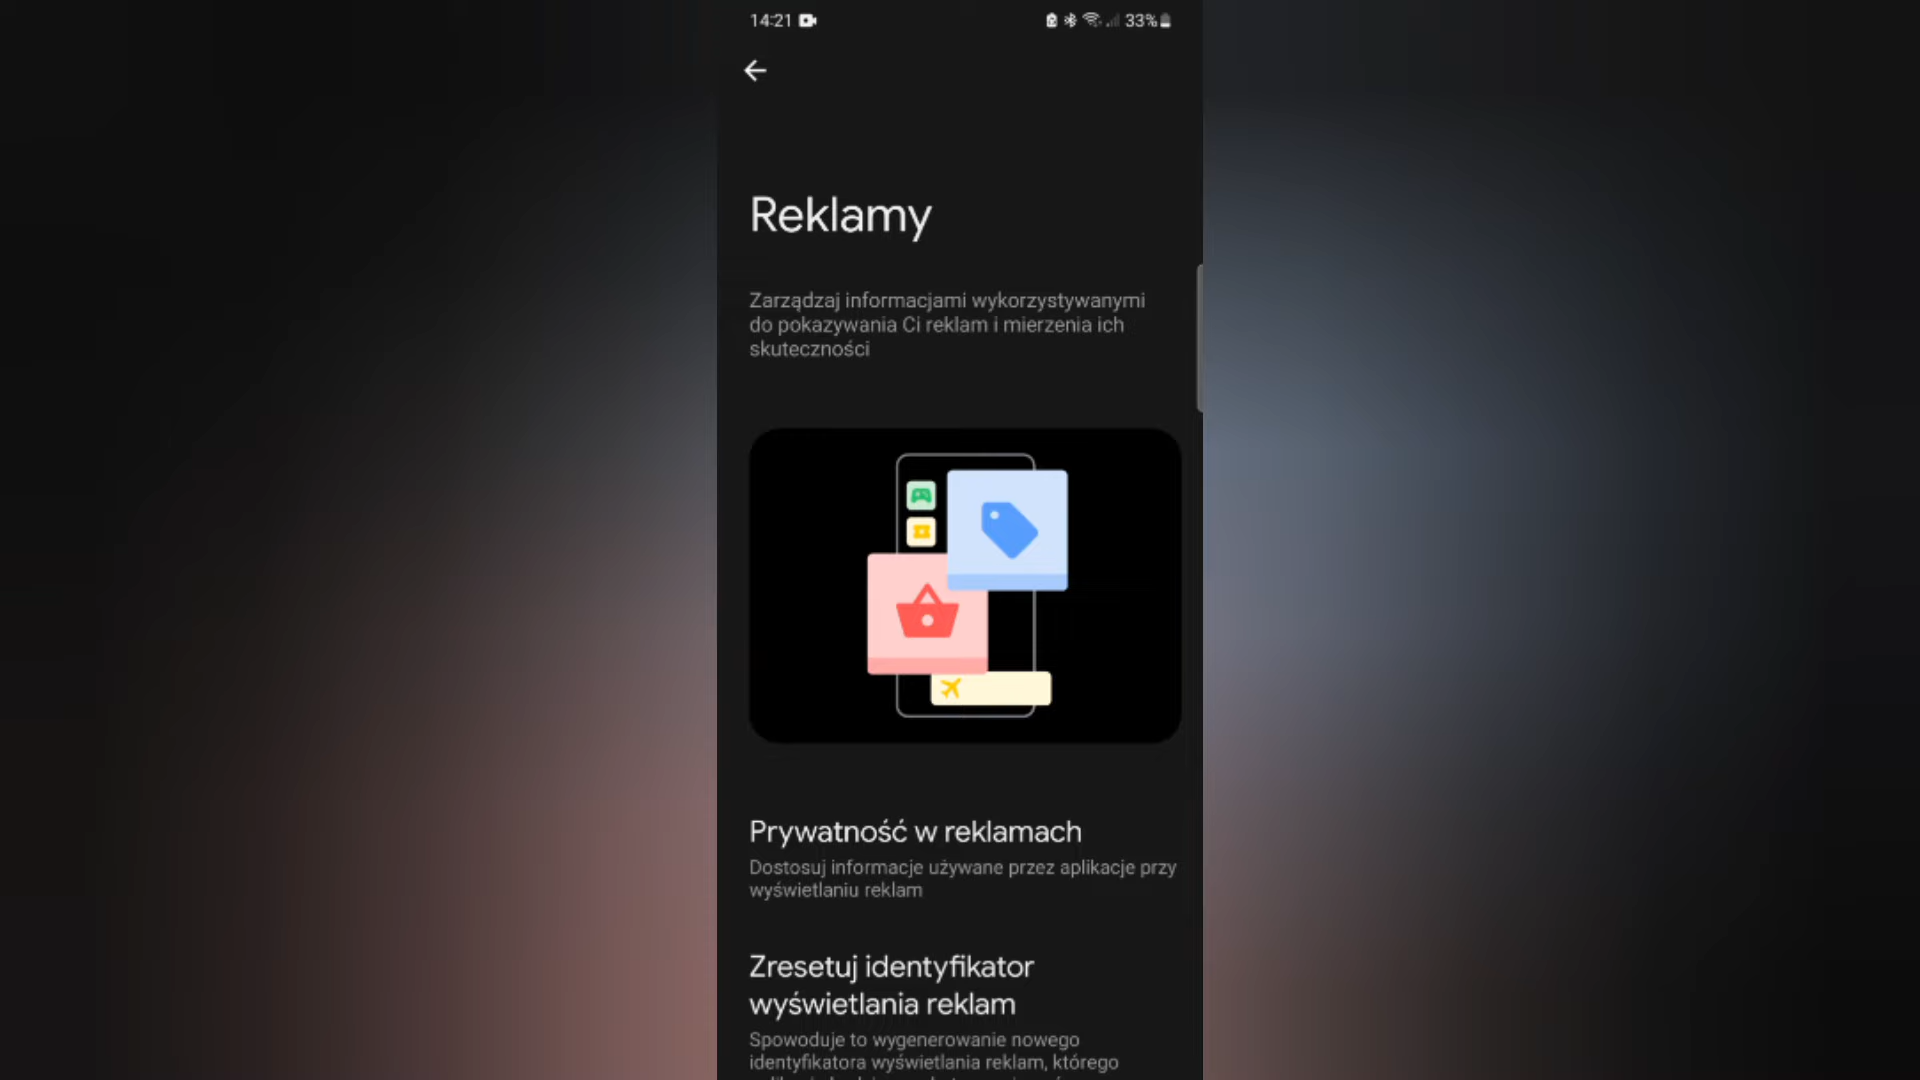 14:21
33%
Reklamy
Zarządzaj informacjami wykorzystywanymi
do pokazywania Ci reklam i mierzenia ich
skuteczności
Prywatność w reklamach
Dostosuj informacje używane przez aplikacje przy
wyświetlaniu reklam
Zresetuj identyfikator
wyświetlania reklam
Spowoduje to wygenerowanie nowego
identyfikatora wyświetlania reklam, którego